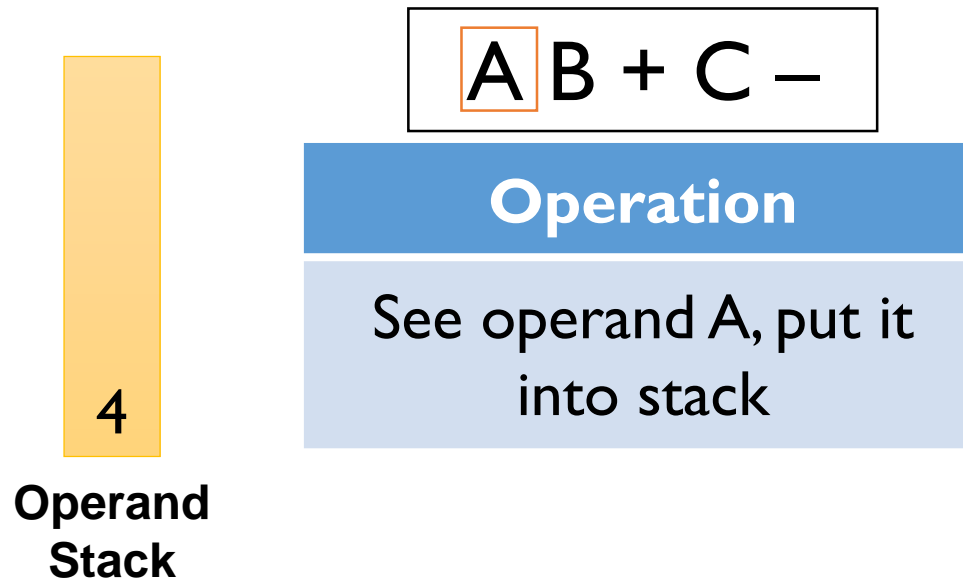 A B + C –
Operation
See operand A, put it
into stack
4
Operand
Stack